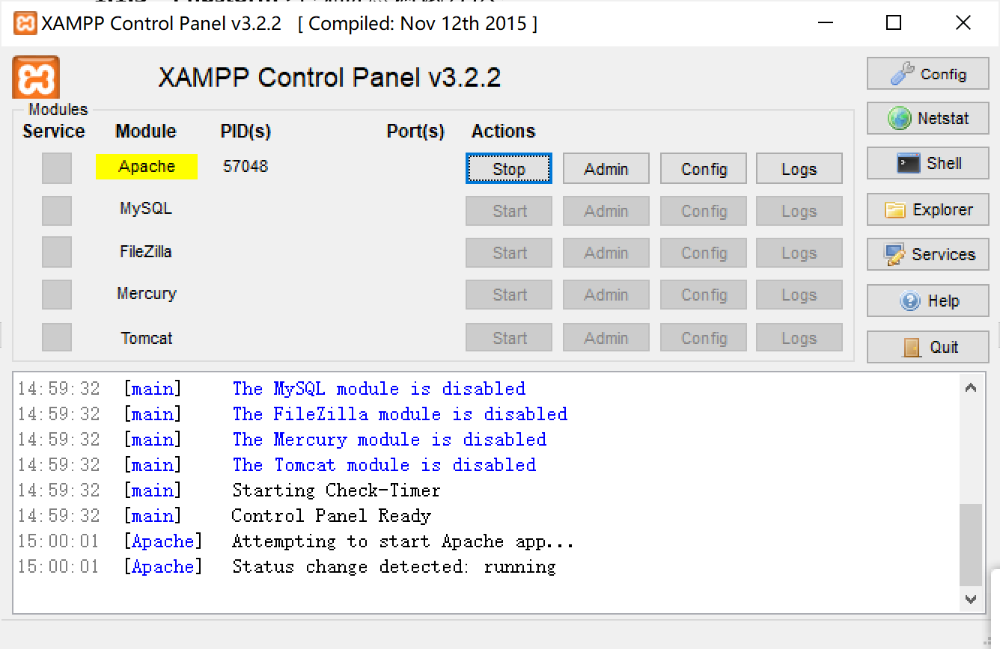 XAMPP Control Panel v3.2.2 [ Compiled: Nov 12th 2015 ]
XAMPP Control Panel v3.2.2
Config
Modules
Netstat
Service Module PID(s) Port(s) Actions
Apache 57048 Stop Admin Config Logs
Shell
MySQL Start Admin Config Logs
Explorer
FileZilla Start Admin Config Logs
Services
Mercury Start Admin Config Logs
Help
Tomcat Start Admin Config Logs
Quit
14:59:32 [main] The MySQL module is disabled
14:59:32 [main] The FileZilla module is disabled
14:59:32 [main] The Mercury module is disabled
14:59:32 [main] The Tomcat module is disabled
14:59:32 [main] Starting Check-Timer
14:59:32 [main] Control Panel Ready
15:00:01 [Apache] Attempting to start Apache app...
15:00:01 [Apache] Status change detected: running